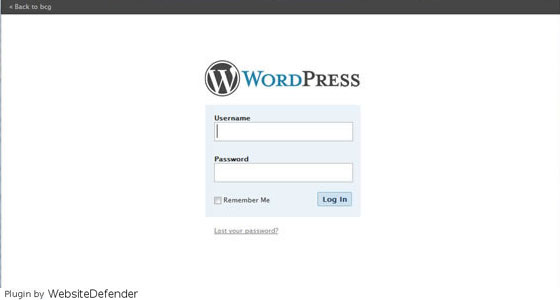 « Back to bcg
WORDPRESS
Username
Password
Remember Me
Log In
Lost your password?
Plugin by WebsiteDefender